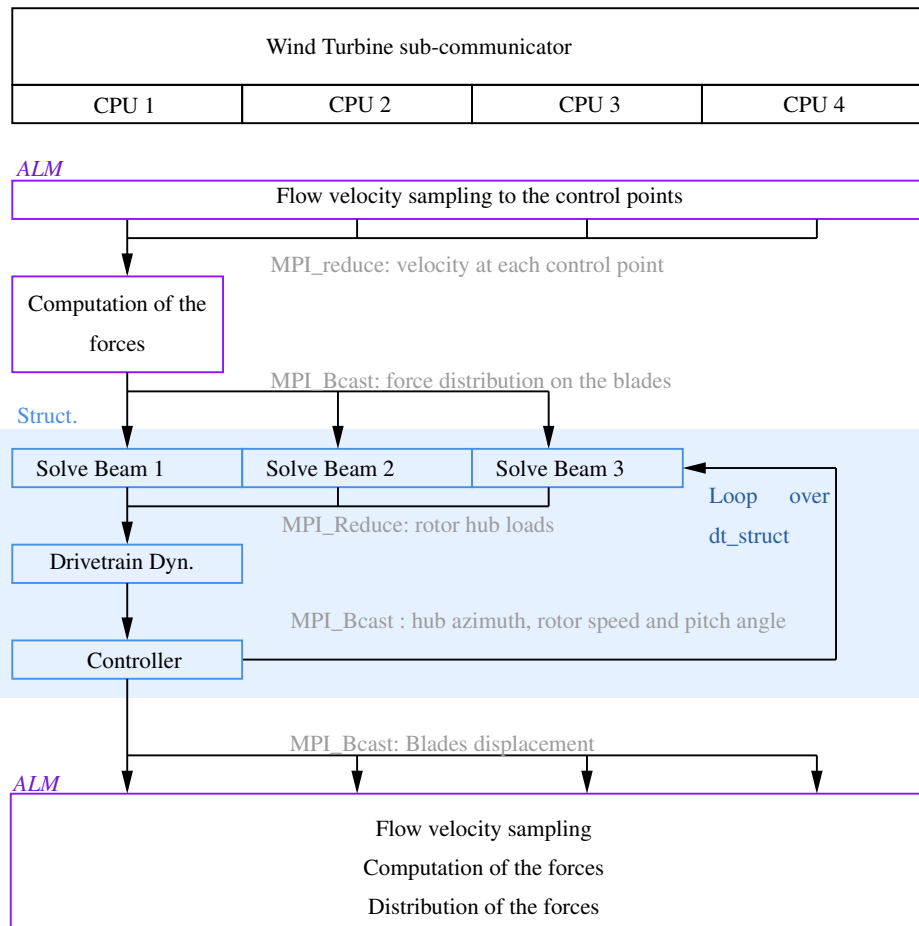 Wind Turbine sub-communicator
CPU 1 CPU 2 CPU 3 CPU 4
ALM
Flow velocity sampling to the control points
MPI_reduce: velocity at each control point
Computation of the
forces
MPI_Bcast: force distribution on the blades
Struct.
Solve Beam 1 Solve Beam 2 Solve Beam 3
Loop over
dt_struct
MPI_Reduce: rotor hub loads
Drivetrain Dyn.
MPI_Bcast : hub azimuth, rotor speed and pitch angle
Controller
MPI_Bcast: Blades displacement
ALM
Flow velocity sampling
Computation of the forces
Distribution of the forces